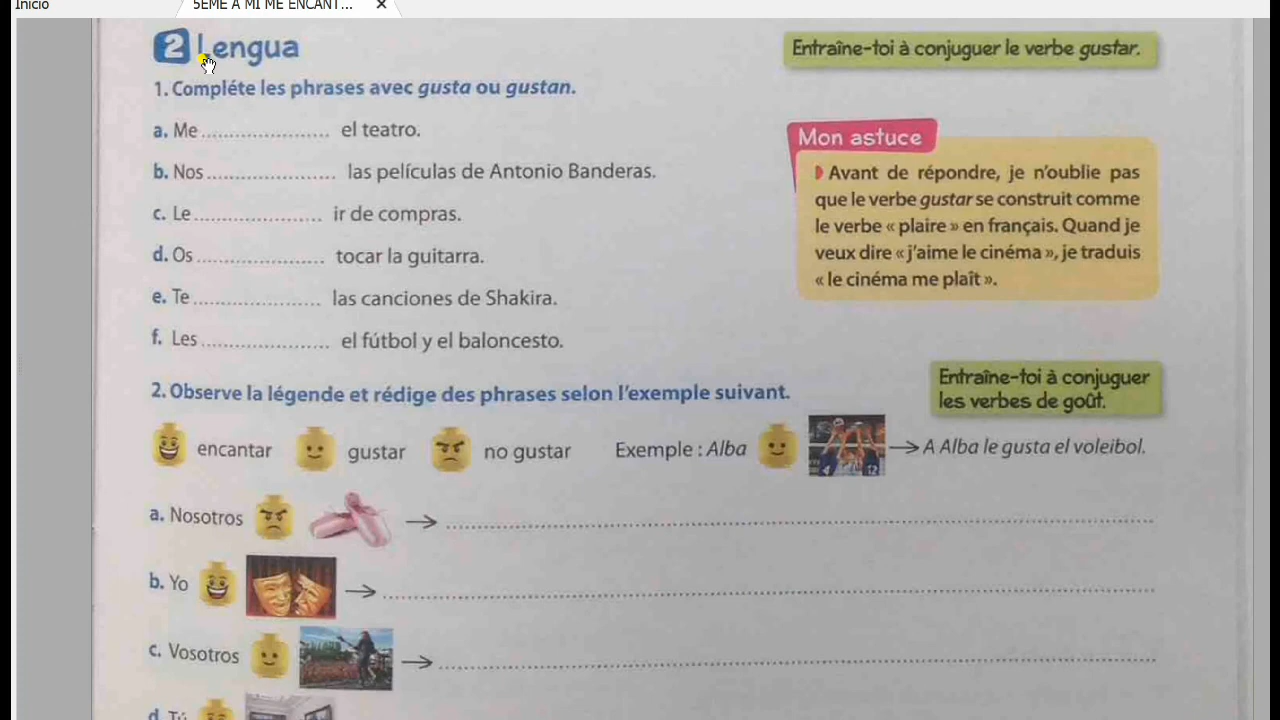 Inicio
5EME A MI ME ENCANT...
2 Lengua
Entraîne-toi à conjuguer le verbe gustar.
1. Compléte les phrases avec gusta ou gustan.
a. Me .................... el teatro.
b. Nos .................... las películas de Antonio Banderas.
c. Le .................... ir de compras.
d. Os .................... tocar la guitarra.
e. Te .................... las canciones de Shakira.
f. Les .................... el fútbol y el baloncesto.
Mon astuce
Avant de répondre, je n'oublie pas
que le verbe gustar se construit comme
le verbe « plaire » en français. Quand je
veux dire « j'aime le cinéma », je traduis
« le cinéma me plaît ».
2. Observe la légende et rédige des phrases selon l'exemple suivant.
Entraîne-toi à conjuguer
les verbes de goût.
encantar gustar no gustar Exemple : Alba → A Alba le gusta el voleibol.
4 12
a. Nosotros → ....................
b. Yo → ....................
c. Vosotros → ....................
d. Tú